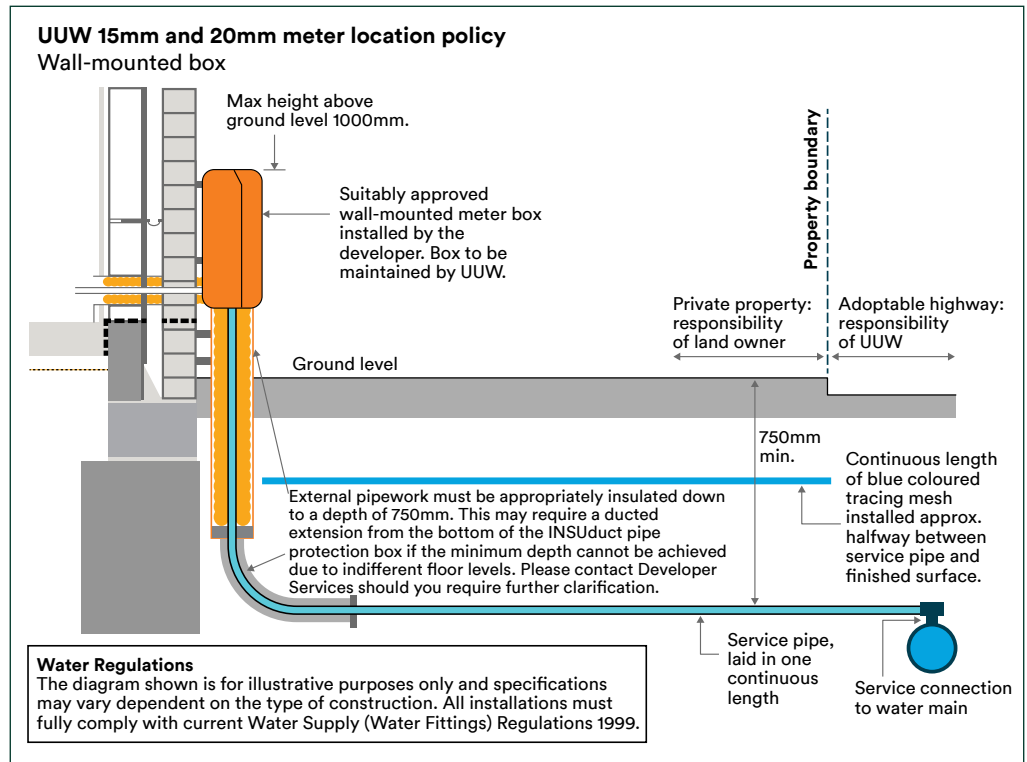 UUW 15mm and 20mm meter location policy
Wall-mounted box
Max height above
ground level 1000mm.
Suitably approved
wall-mounted meter box
installed by the
developer. Box to be
maintained by UUW.
Property boundary
Private property:
responsibility
of land owner
Adoptable highway:
responsibility
of UUW
Ground level
750mm
min.
Continuous length
of blue coloured
tracing mesh
installed approx.
halfway between
service pipe and
finished surface.
External pipework must be appropriately insulated down
to a depth of 750mm. This may require a ducted
extension from the bottom of the INSUduct pipe
protection box if the minimum depth cannot be achieved
due to indifferent floor levels. Please contact Developer
Services should you require further clarification.
Service pipe,
laid in one
continuous
length
Service connection
to water main
Water Regulations
The diagram shown is for illustrative purposes only and specifications
may vary dependent on the type of construction. All installations must
fully comply with current Water Supply (Water Fittings) Regulations 1999.